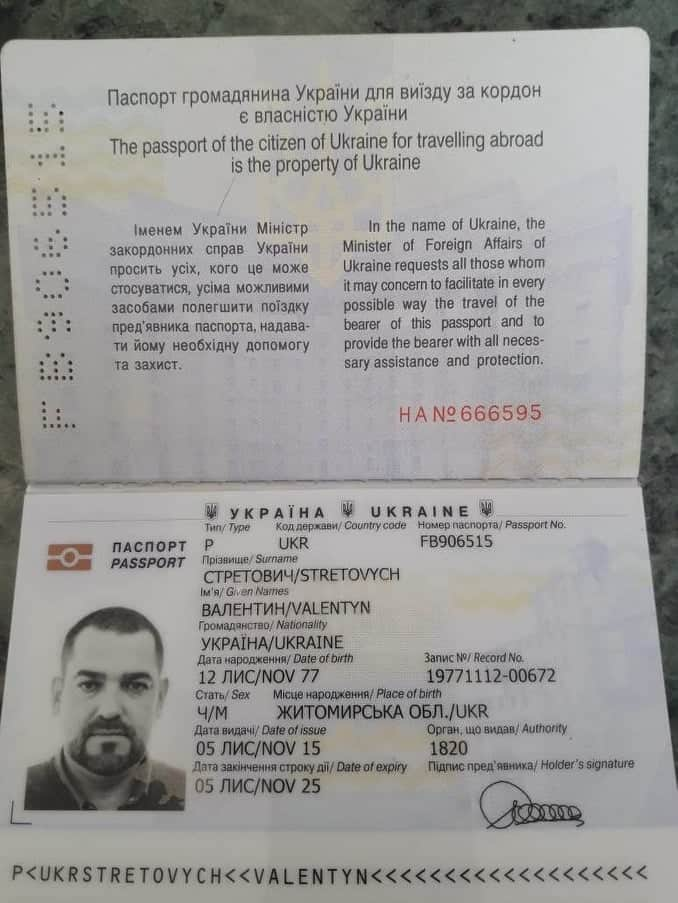 FB906515
Паспорт громадянина України для виїзду за кордон
є власністю України
The passport of the citizen of Ukraine for travelling abroad
is the property of Ukraine
Іменем України Міністр
закордонних справ України
просить усіх, кого це може
стосуватися, усіма можливими
засобами полегшити поїздку
пред'явника паспорта, надава-
ти йому необхідну допомогу
та захист.
In the name of Ukraine, the
Minister of Foreign Affairs of
Ukraine requests all those whom
it may concern to facilitate in every
possible way the travel of the
bearer of this passport and to
provide the bearer with all neces-
sary assistance and protection.
НА№666595
УКРАЇНА UKRAINE
Тип/ Type Код держави/ Country code Номер паспорта/ Passport No.
P UKR FB906515
ПАСПОРТ
PASSPORT
Прізвище/ Surname
СТРЕТОВИЧ/STRETOVYCH
Ім'я/ Given Names
ВАЛЕНТИН/VALENTYN
Громадянство/ Nationality
УКРАЇНА/UKRAINE
Дата народження/ Date of birth Запис №/ Record No.
12 ЛИС/NOV 77 19771112-00672
Стать/ Sex Місце народження/ Place of birth
Ч/M ЖИТОМИРСЬКА ОБЛ./UKR
Дата видачі/ Date of issue Орган, що видав/ Authority
05 ЛИС/NOV 15 1820
Дата закінчення строку дії/ Date of expiry Підпис пред'явника/ Holder's signature
05 ЛИС/NOV 25
P<UKRSTRETOVYCH<<VALENTYN<<<<<<<<<<<<<<<<<<<